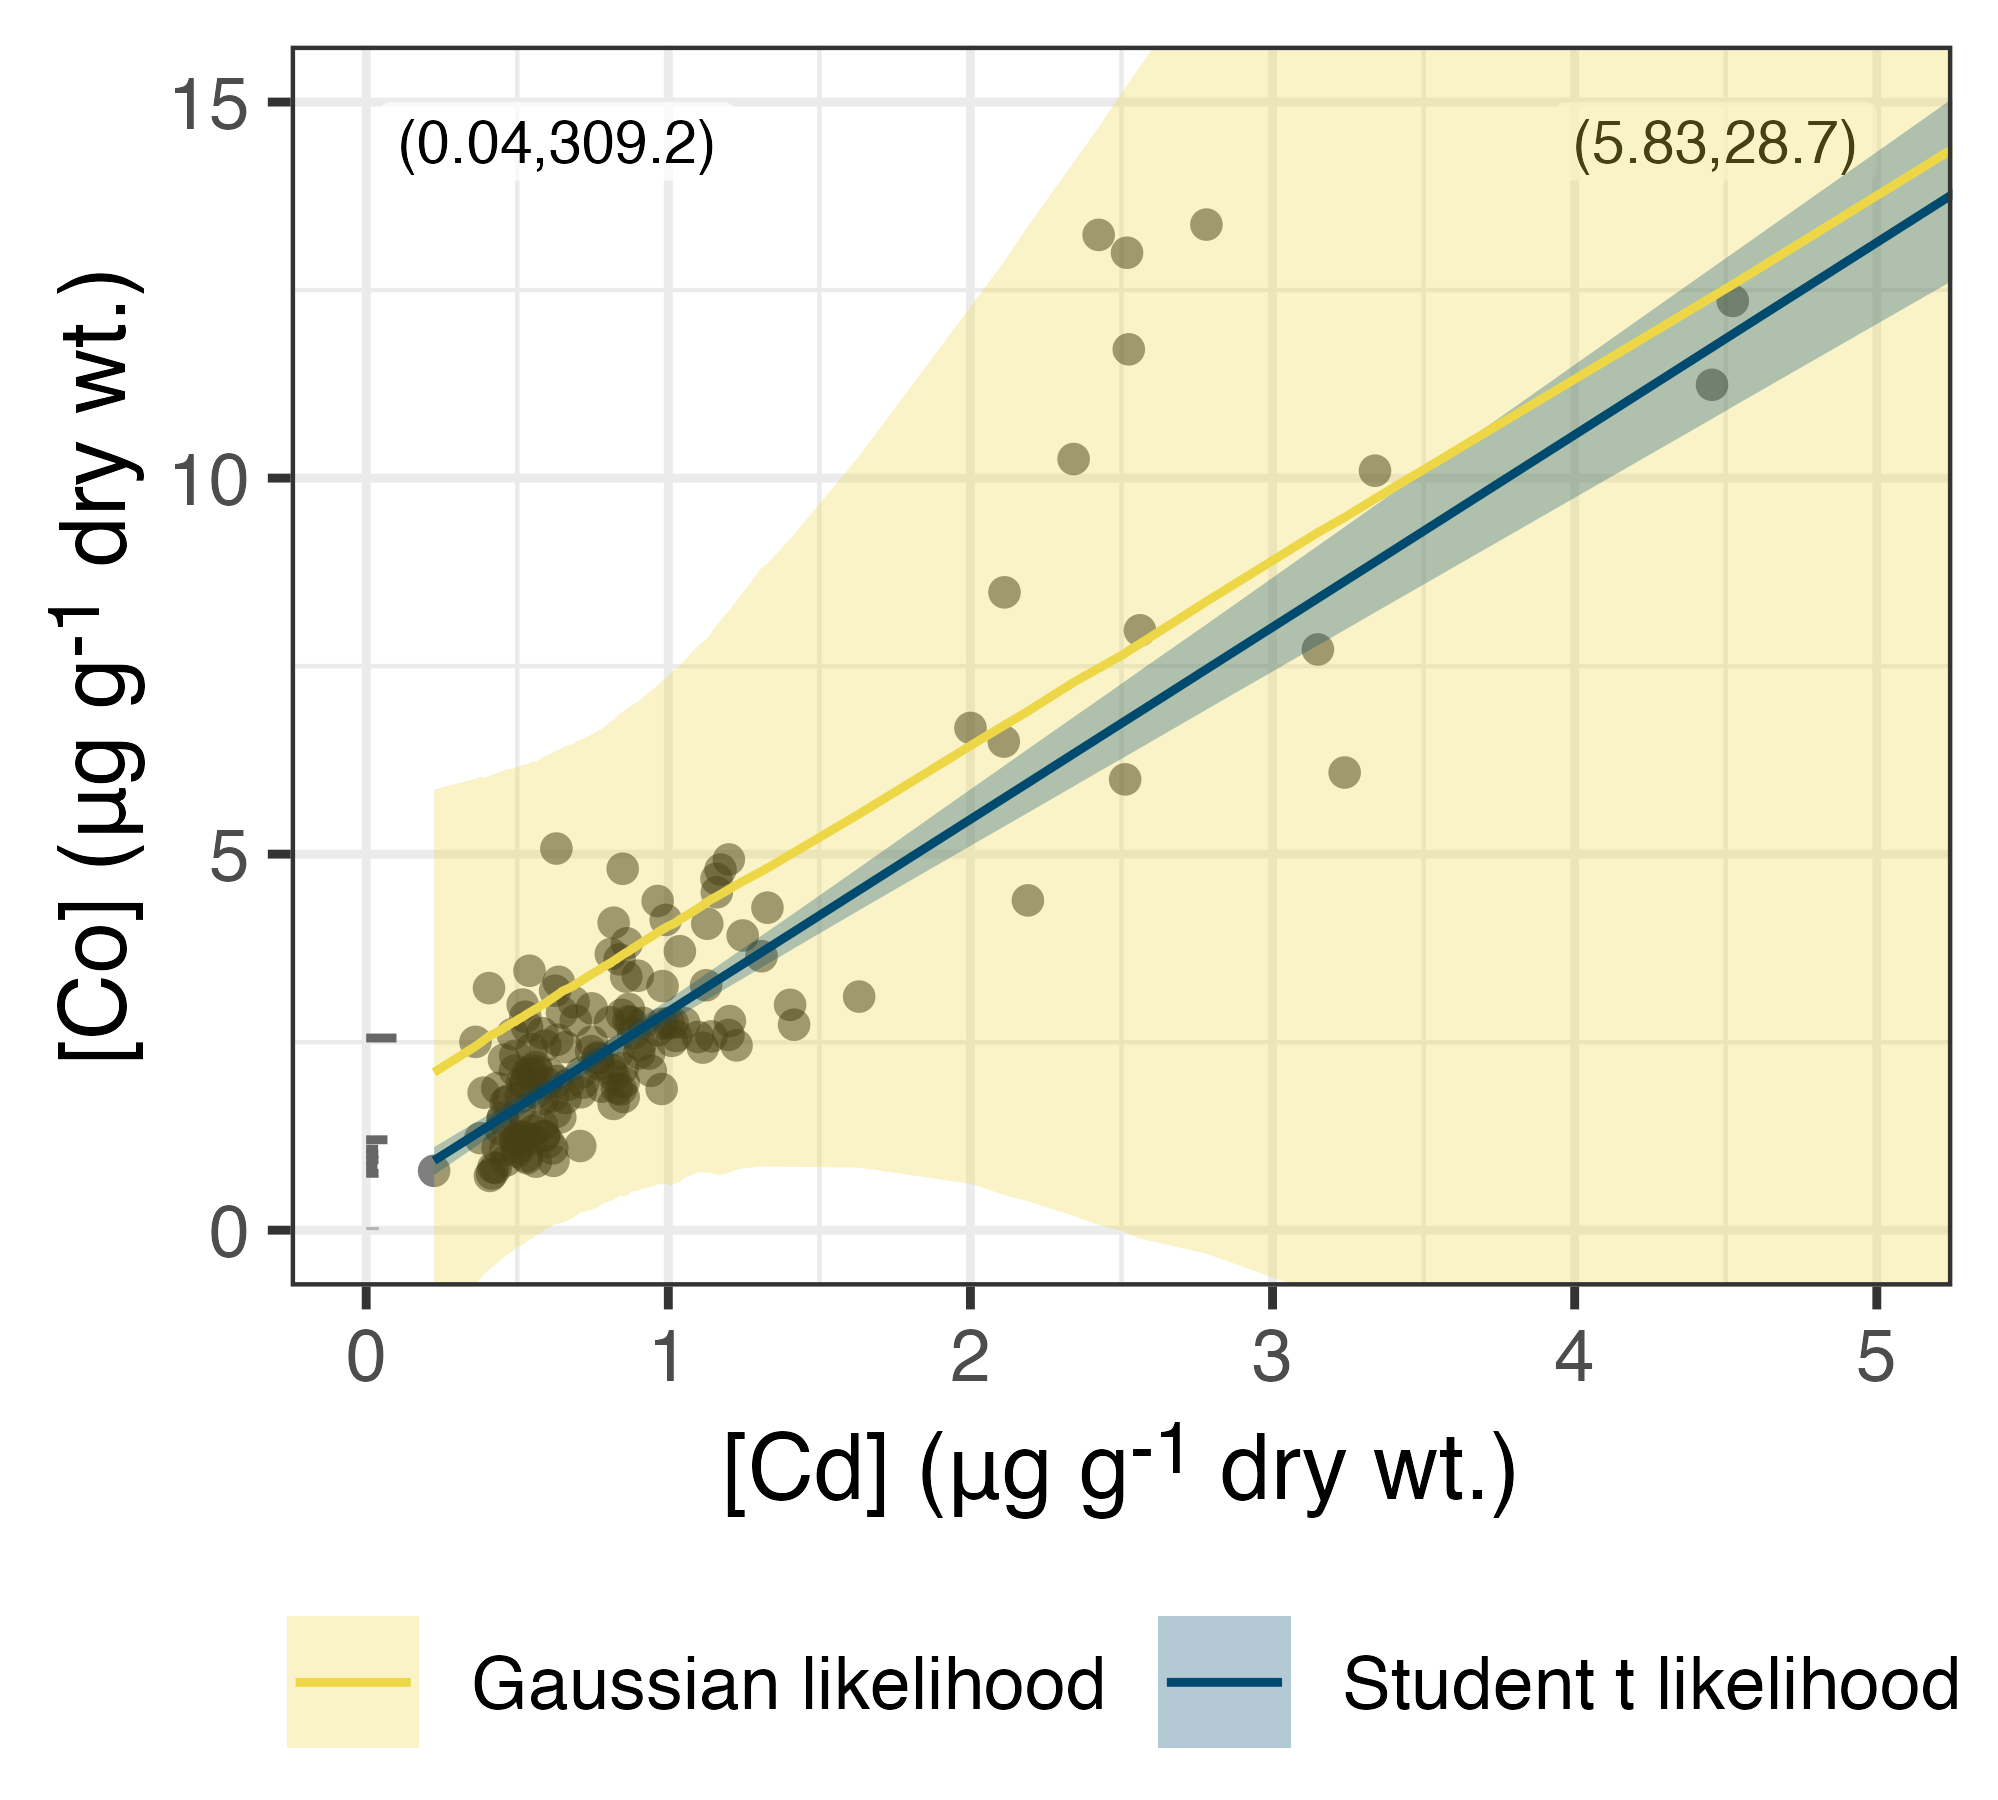 15
10
5
0
[Co] (µg g-1 dry wt.)
(0.04,309.2)
(5.83,28.7)
0 1 2 3 4 5
[Cd] (µg g-1 dry wt.)
Gaussian likelihood
Student t likelihood